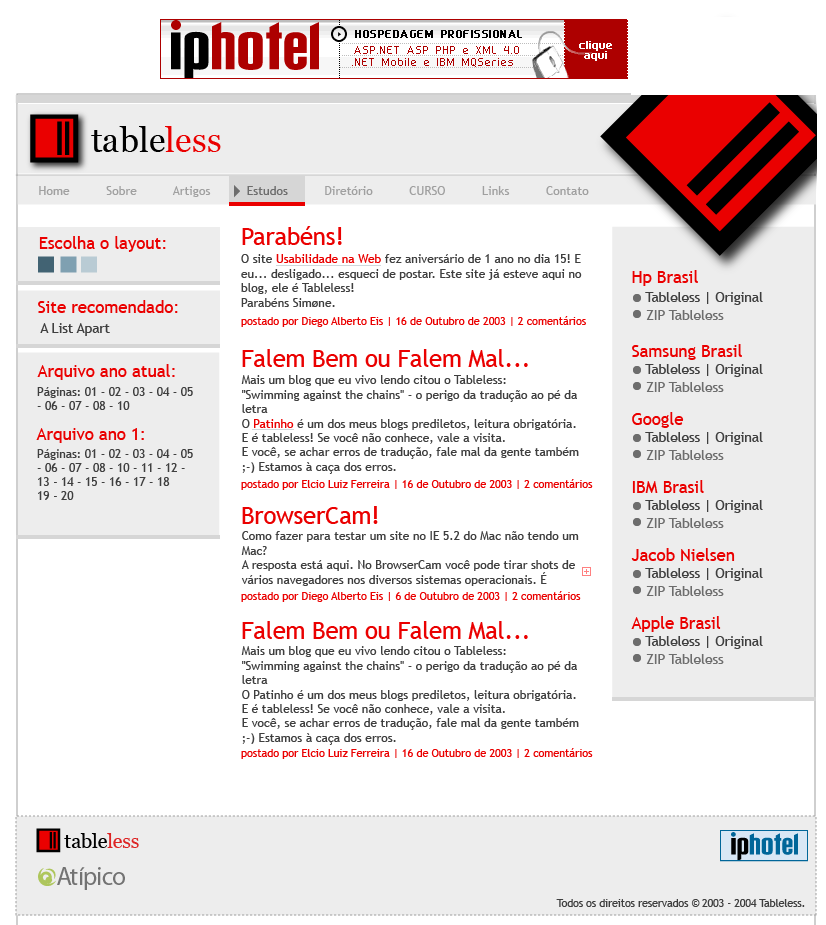 iphotel
HOSPEDAGEM PROFISSIONAL
ASP.NET ASP PHP e XML 4.0
.NET Mobile e IBM MQSeries
clique
aqui
tableless
Home Sobre Artigos Estudos Diretório CURSO Links Contato
Escolha o layout:
Site recomendado:
A List Apart
Arquivo ano atual:
Páginas: 01 - 02 - 03 - 04 - 05
- 06 - 07 - 08 - 10
Arquivo ano 1:
Páginas: 01 - 02 - 03 - 04 - 05
- 06 - 07 - 08 - 10 - 11 - 12 -
13 - 14 - 15 - 16 - 17 - 18
19 - 20
Parabéns!
O site Usabilidade na Web fez aniversário de 1 ano no dia 15! E
eu... desligado... esqueci de postar. Este site já esteve aqui no
blog, ele é Tableless!
Parabéns Simøne.
postado por Diego Alberto Eis | 16 de Outubro de 2003 | 2 comentários
Falem Bem ou Falem Mal...
Mais um blog que eu vivo lendo citou o Tableless:
"Swimming against the chains" - o perigo da tradução ao pé da
letra
O Patinho é um dos meus blogs prediletos, leitura obrigatória.
E é tableless! Se você não conhece, vale a visita.
E você, se achar erros de tradução, fale mal da gente também
;-) Estamos à caça dos erros.
postado por Elcio Luiz Ferreira | 16 de Outubro de 2003 | 2 comentários
BrowserCam!
Como fazer para testar um site no IE 5.2 do Mac não tendo um
Mac?
A resposta está aqui. No BrowserCam você pode tirar shots de
vários navegadores nos diversos sistemas operacionais. É
postado por Diego Alberto Eis | 6 de Outubro de 2003 | 2 comentários
Falem Bem ou Falem Mal...
Mais um blog que eu vivo lendo citou o Tableless:
"Swimming against the chains" - o perigo da tradução ao pé da
letra
O Patinho é um dos meus blogs prediletos, leitura obrigatória.
E é tableless! Se você não conhece, vale a visita.
E você, se achar erros de tradução, fale mal da gente também
;-) Estamos à caça dos erros.
postado por Elcio Luiz Ferreira | 16 de Outubro de 2003 | 2 comentários
Hp Brasil
Tableless | Original
ZIP Tableless
Samsung Brasil
Tableless | Original
ZIP Tableless
Google
Tableless | Original
ZIP Tableless
IBM Brasil
Tableless | Original
ZIP Tableless
Jacob Nielsen
Tableless | Original
ZIP Tableless
Apple Brasil
Tableless | Original
ZIP Tableless
tableless
Atípico
iphotel
Todos os direitos reservados © 2003 - 2004 Tableless.